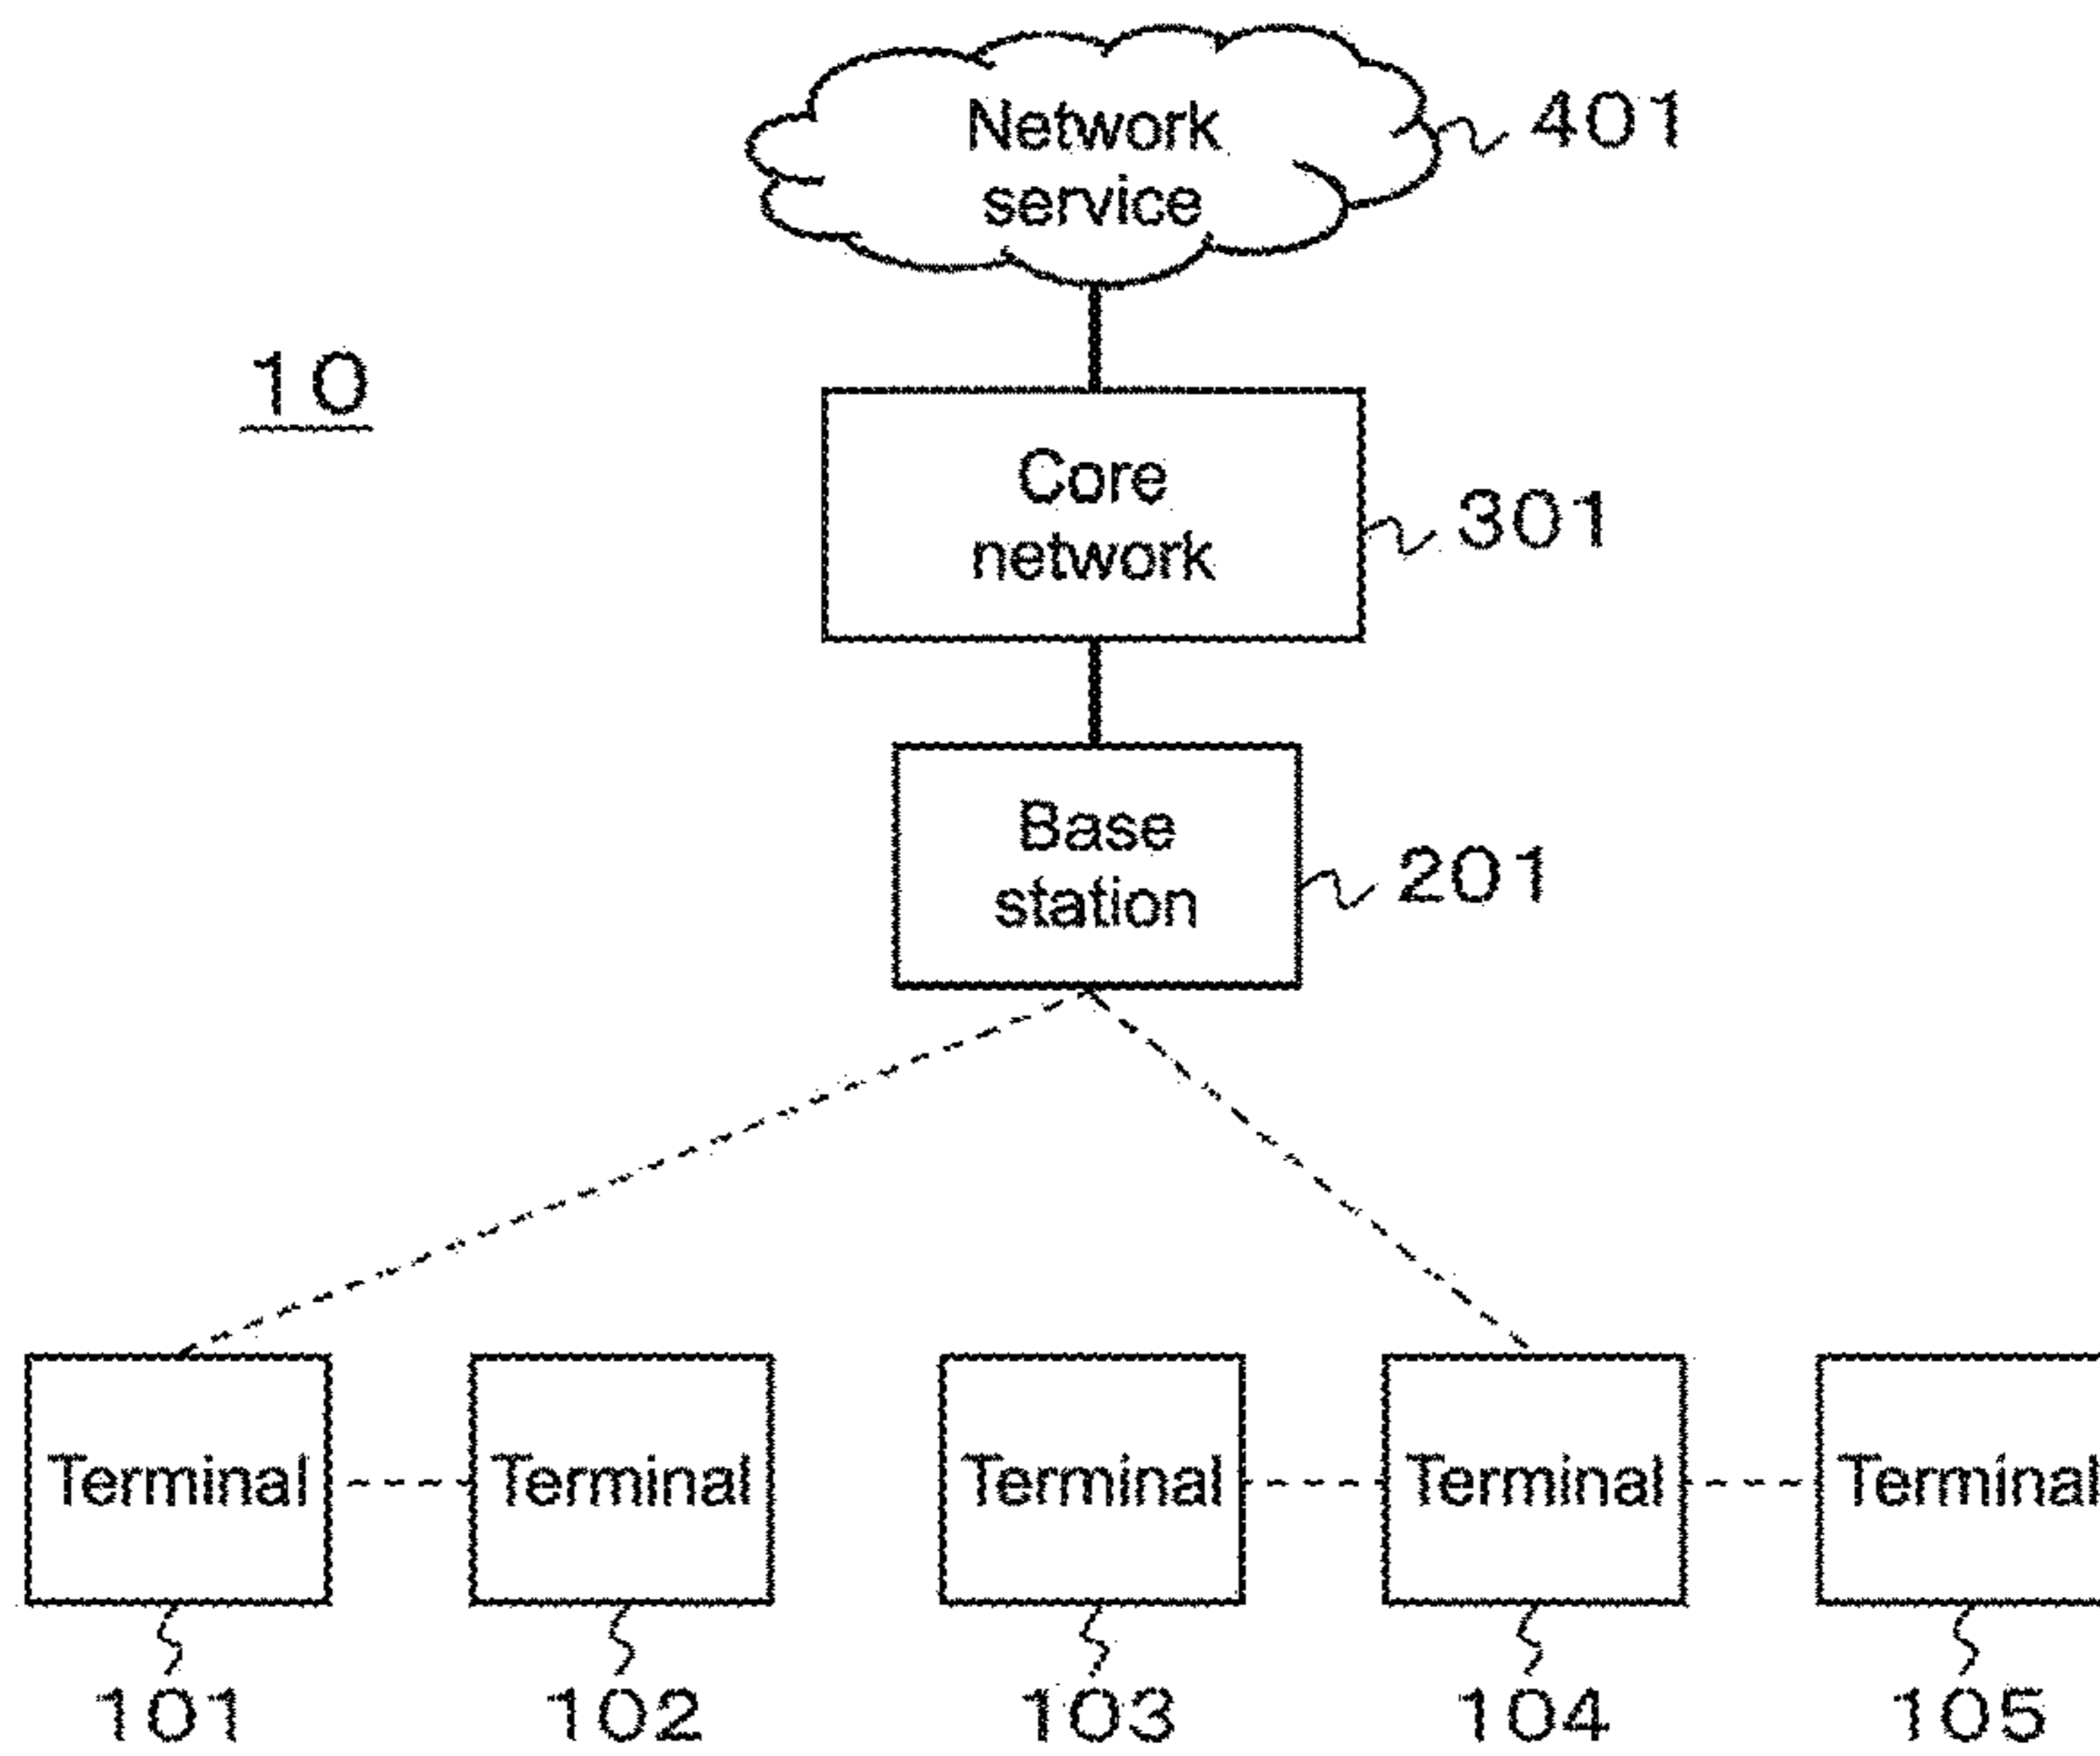 Network
service
401
10
Core
network
301
Base
station
201
Terminal
Terminal
Terminal
Terminal
Terminal
101
102
103
104
105